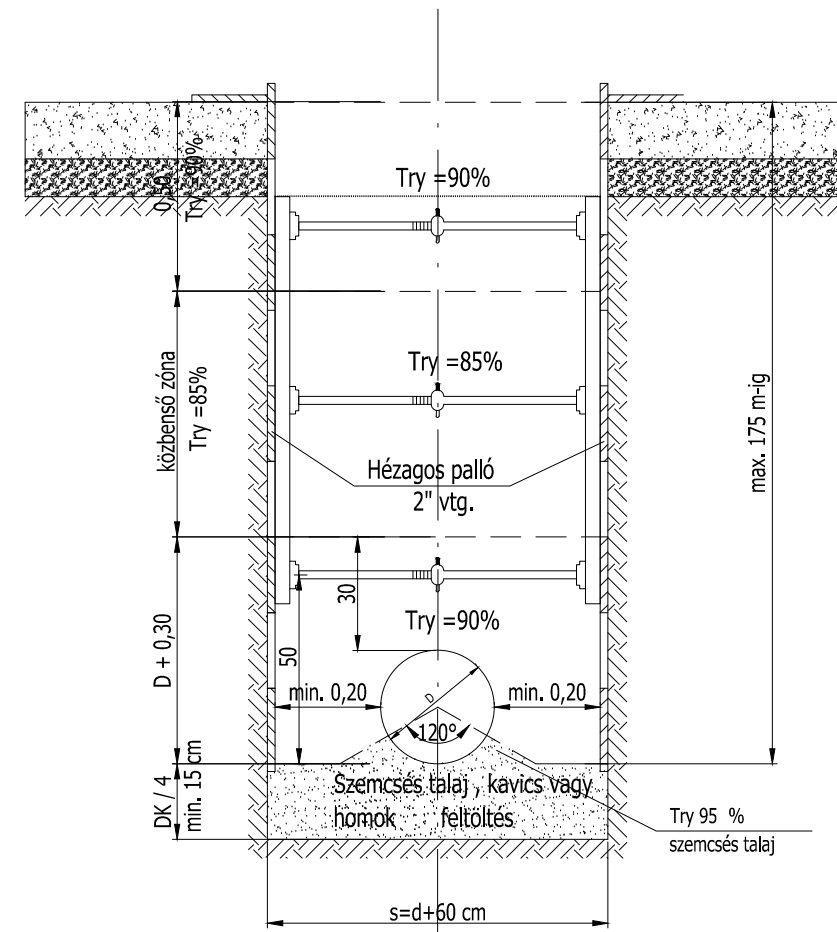 Try =90%
0,50
Try =90%
Try =85%
közbenső zóna
Try =85%
max. 175 m-ig
Hézagos palló
2" vtg.
30
Try =90%
D + 0,30
50
min. 0,20
D
min. 0,20
120°
DK / 4
min. 15 cm
Szemcsés talaj , kavics vagy
homok feltöltés
Try 95 %
szemcsés talaj
s=d+60 cm